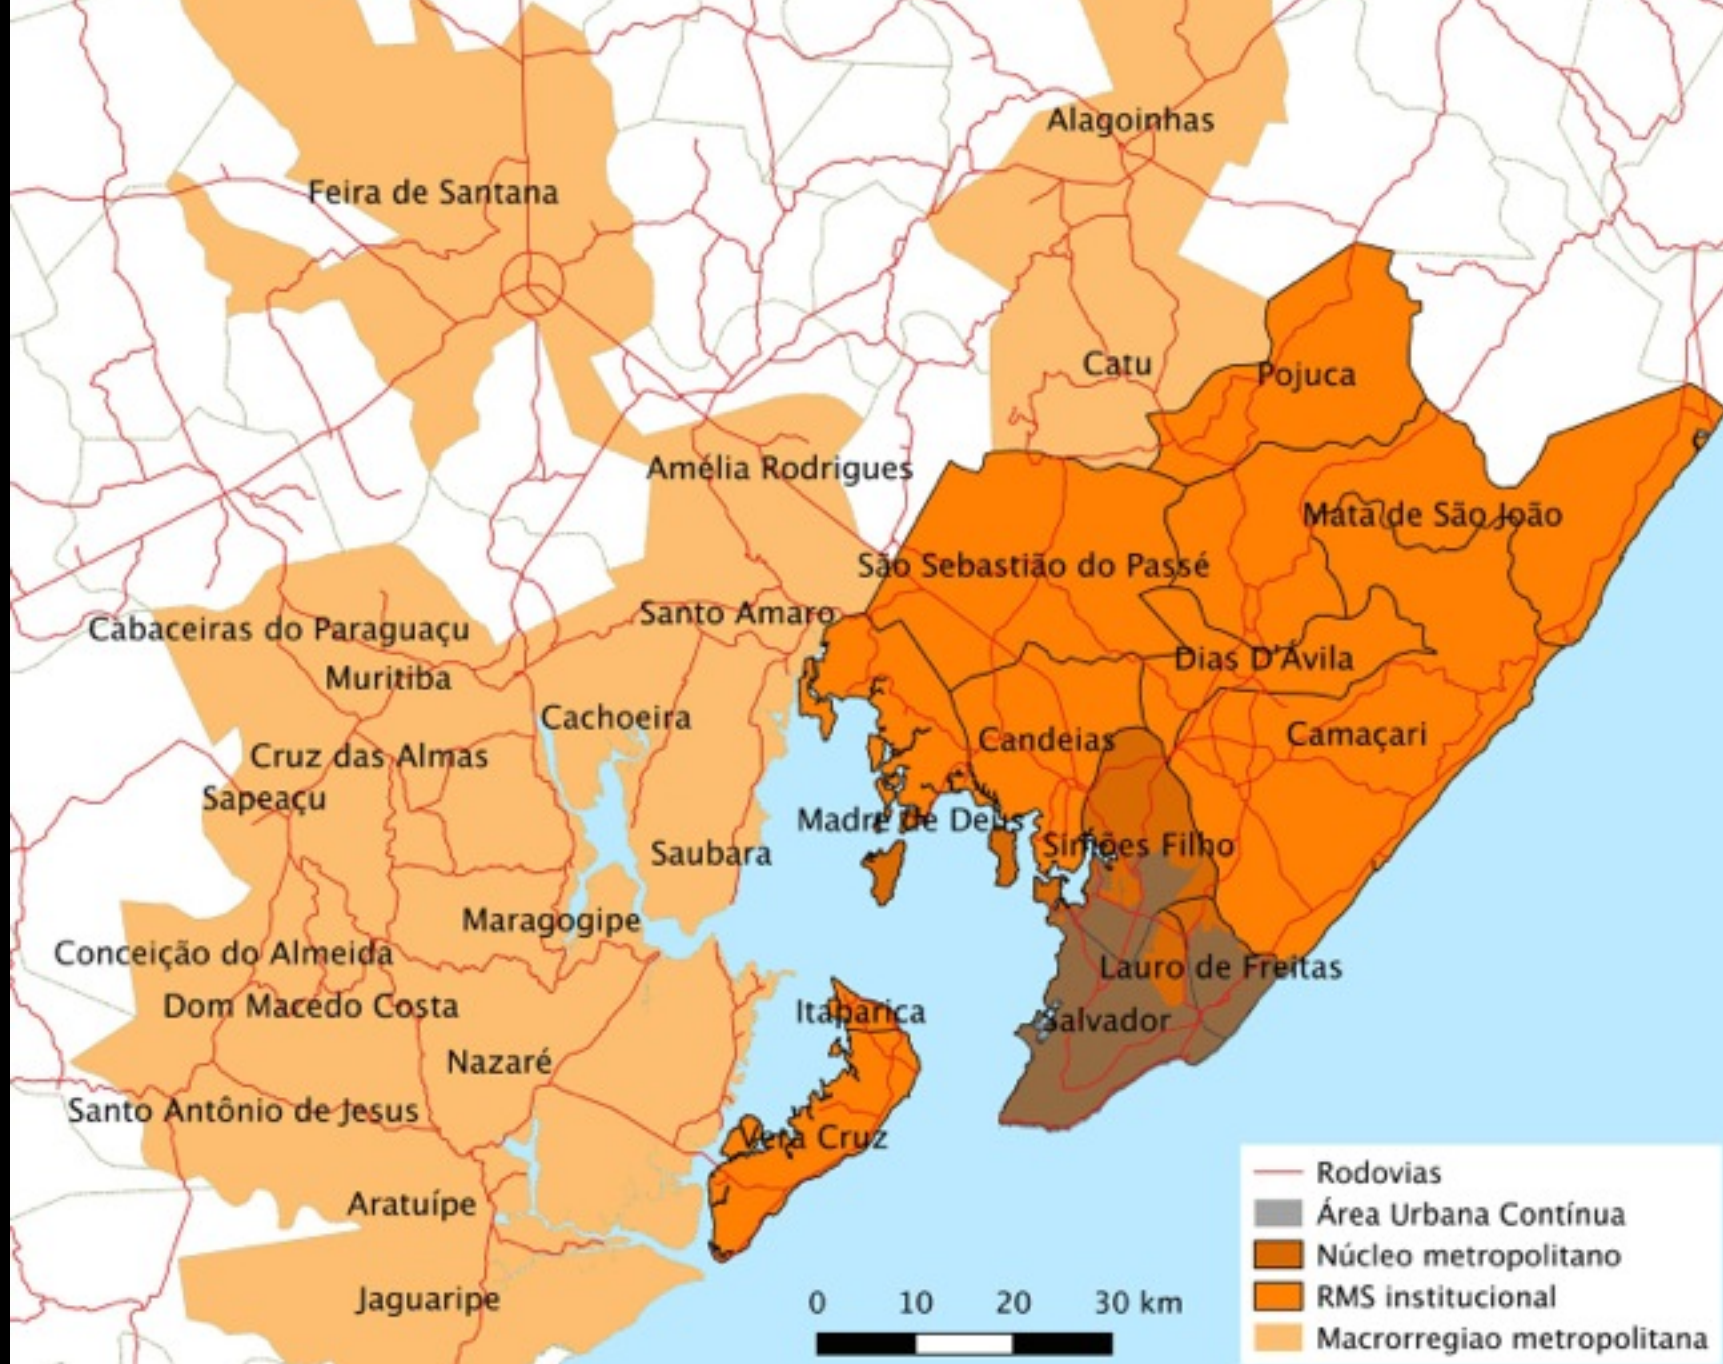 Alagoinhas
Feira de Santana
Catu
Pojuca
Amélia Rodrigues
Mata de São João
São Sebastião do Passé
Santo Amaro
Cabaceiras do Paraguaçu
Dias D'Ávila
Muritiba
Cachoeira
Candeias
Camaçari
Cruz das Almas
Sapeaçu
Madre de Deus
Simões Filho
Saubara
Maragogipe
Conceição do Almeida
Lauro de Freitas
Dom Macedo Costa
Itaparica
Salvador
Nazaré
Santo Antônio de Jesus
Vera Cruz
Aratuípe
Jaguaripe
0 10 20 30 km
Rodovias
Área Urbana Contínua
Núcleo metropolitano
RMS institucional
Macrorregiao metropolitana